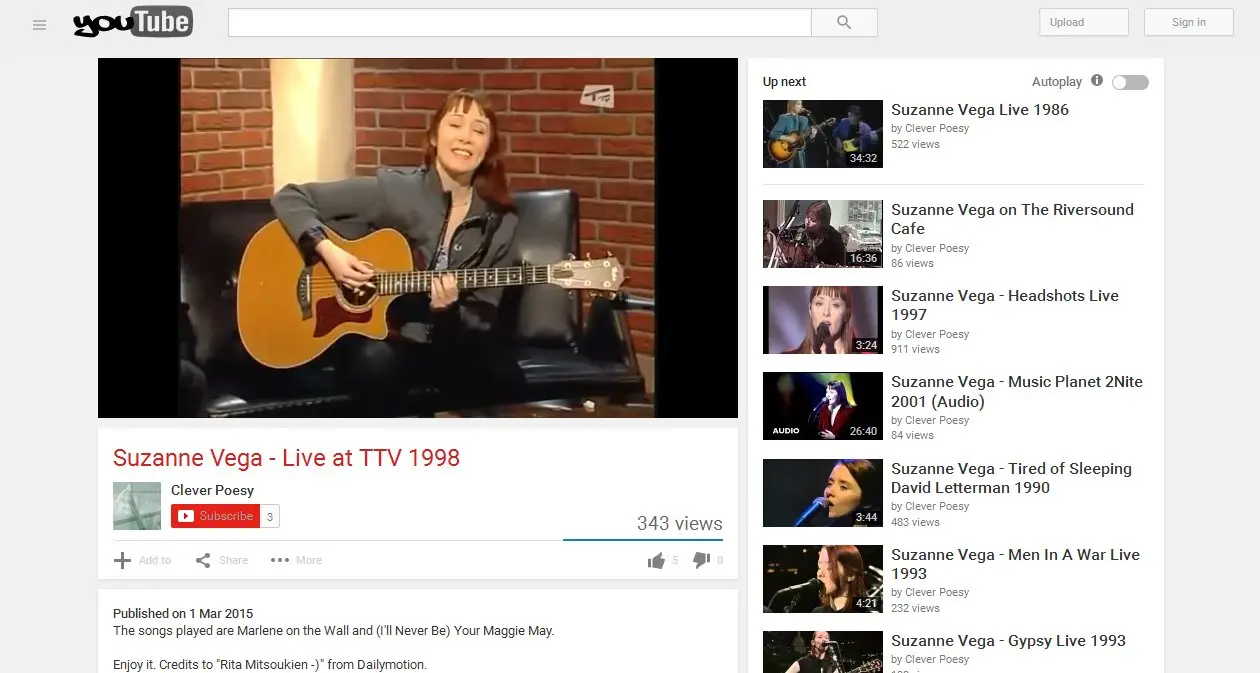 youTube
Upload
Sign in
TTV
Up next
Autoplay
Suzanne Vega Live 1986
by Clever Poesy
522 views
34:32
Suzanne Vega on The Riversound
Cafe
by Clever Poesy
86 views
16:36
Suzanne Vega - Headshots Live
1997
by Clever Poesy
911 views
3:24
Suzanne Vega - Music Planet 2Nite
2001 (Audio)
by Clever Poesy
84 views
AUDIO 26:40
Suzanne Vega - Tired of Sleeping
David Letterman 1990
by Clever Poesy
483 views
3:44
Suzanne Vega - Men In A War Live
1993
by Clever Poesy
232 views
4:21
Suzanne Vega - Gypsy Live 1993
by Clever Poesy
Suzanne Vega - Live at TTV 1998
Clever Poesy
Subscribe 3
343 views
Add to Share More 5 0
Published on 1 Mar 2015
The songs played are Marlene on the Wall and (I'll Never Be) Your Maggie May.
Enjoy it. Credits to "Rita Mitsoukien -)" from Dailymotion.